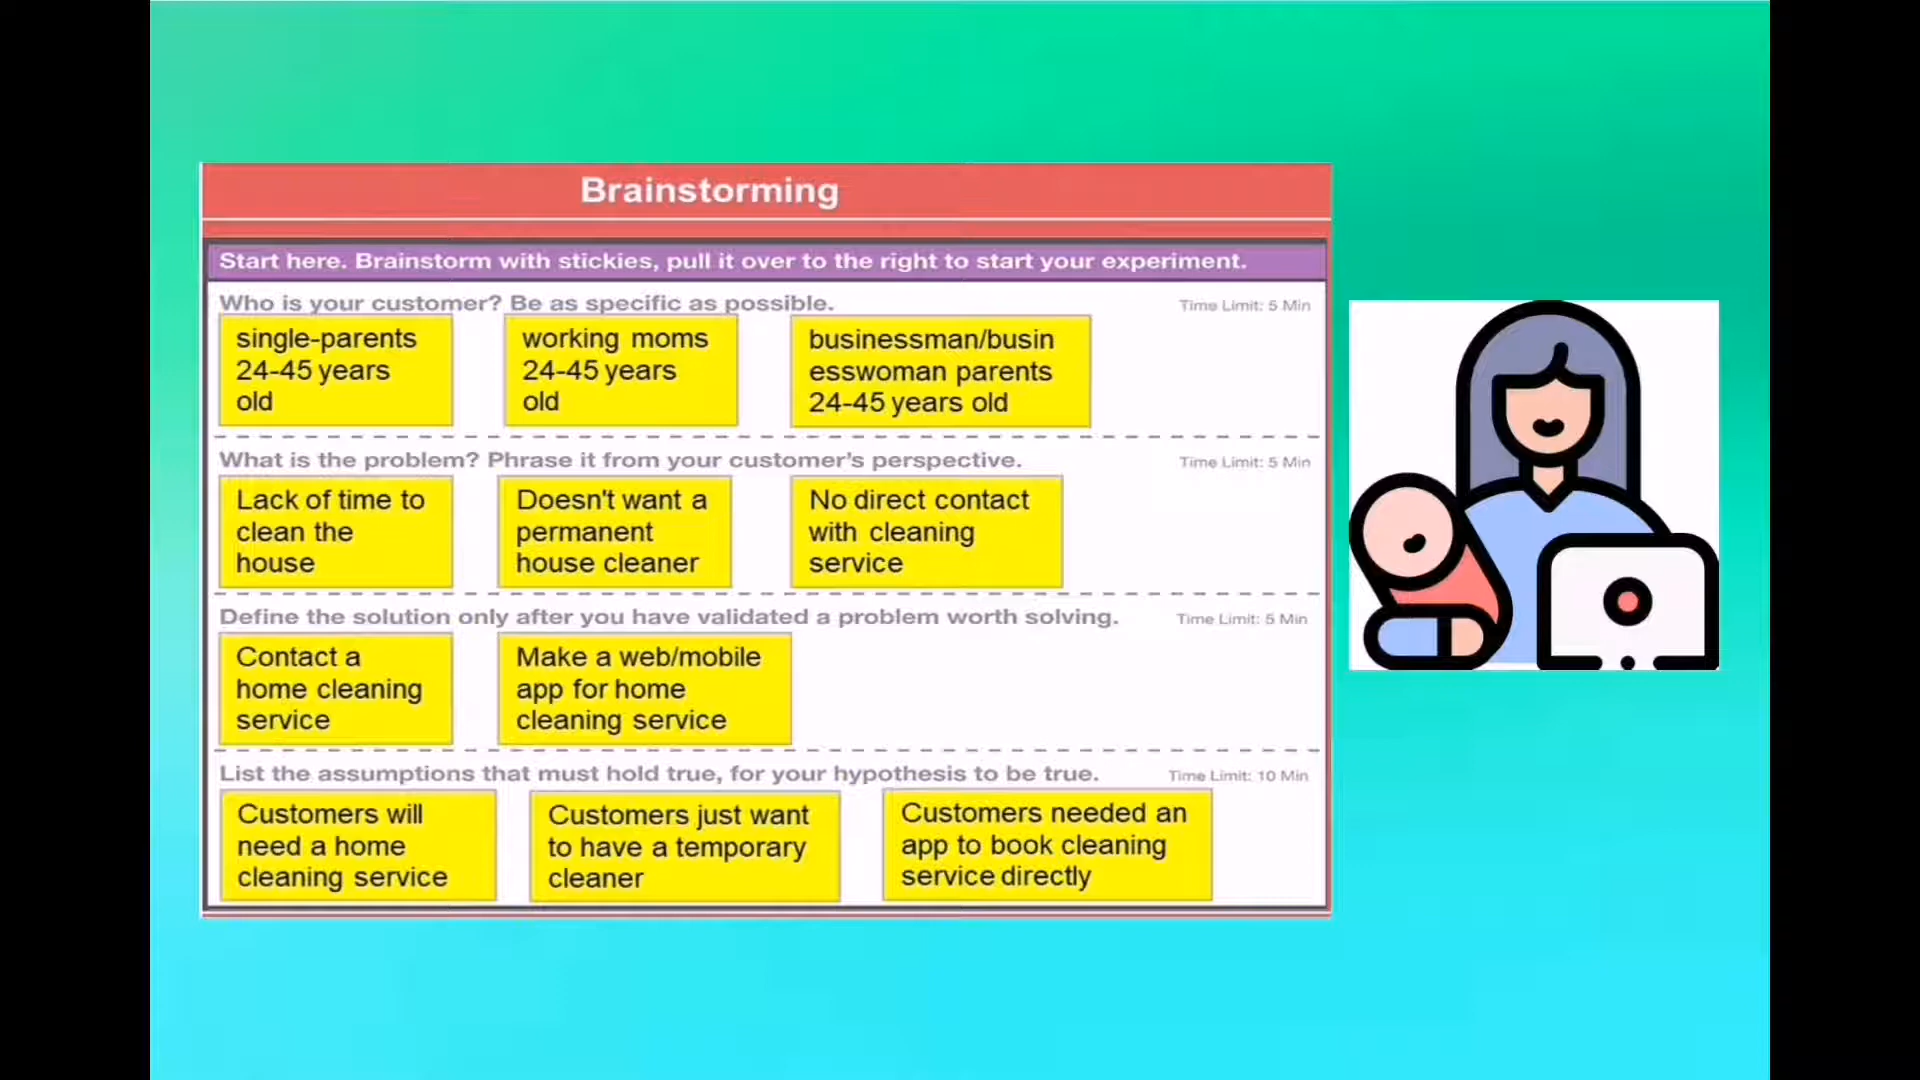 Brainstorming
Start here. Brainstorm with stickies, pull it over to the right to start your experiment.
Who is your customer? Be as specific as possible.
Time Limit: 5 Min
single-parents
24-45 years
old
working moms
24-45 years
old
businessman/busin
esswoman parents
24-45 years old
What is the problem? Phrase it from your customer's perspective.
Time Limit: 5 Min
Lack of time to
clean the
house
Doesn't want a
permanent
house cleaner
No direct contact
with cleaning
service
Define the solution only after you have validated a problem worth solving.
Time Limit: 5 Min
Contact a
home cleaning
service
Make a web/mobile
app for home
cleaning service
List the assumptions that must hold true, for your hypothesis to be true.
Time Limit: 10 Min
Customers will
need a home
cleaning service
Customers just want
to have a temporary
cleaner
Customers needed an
app to book cleaning
service directly